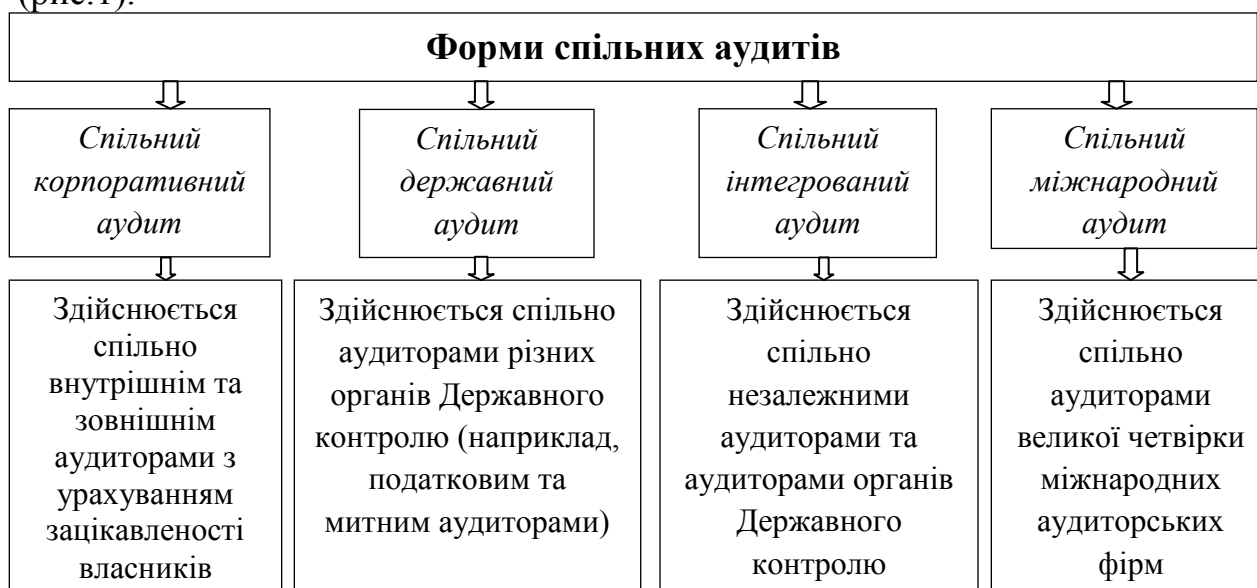 (рис.1).
Форми спільних аудитів
Спільний
корпоративний
аудит
Спільний
державний
аудит
Спільний
інтегрований
аудит
Спільний
міжнародний
аудит
Здійснюється
спільно
внутрішнім та
зовнішнім
аудиторами з
урахуванням
зацікавленості
власників
Здійснюється спільно
аудиторами різних
органів Державного
контролю (наприклад,
податковим та
митним аудиторами)
Здійснюється
спільно
незалежними
аудиторами та
аудиторами органів
Державного
контролю
Здійснюється
спільно
аудиторами
великої четвірки
міжнародних
аудиторських
фірм